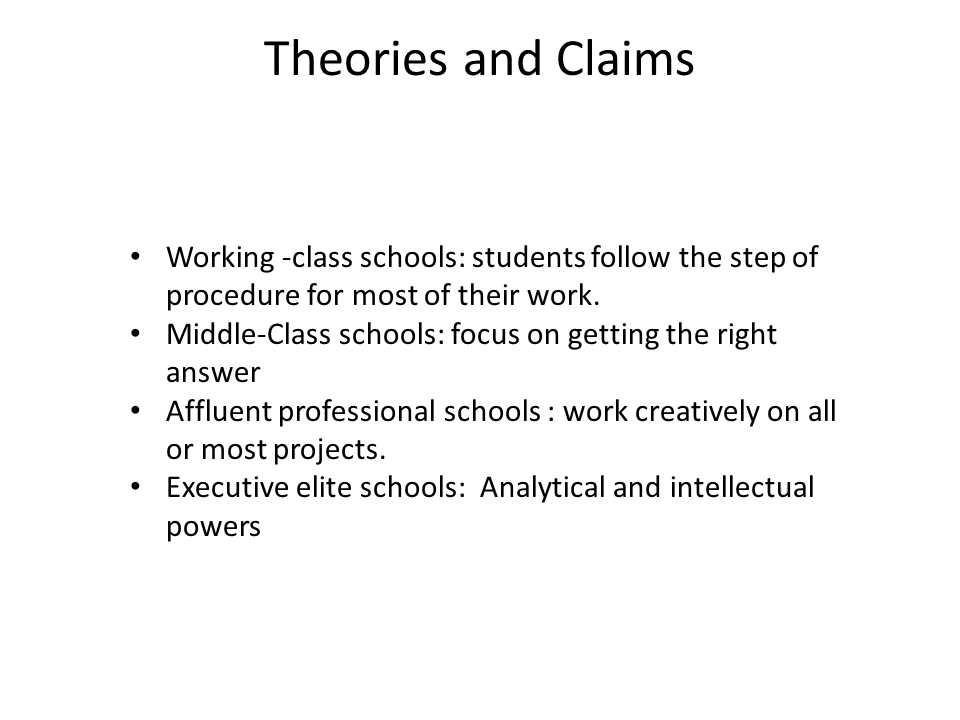 Theories and Claims
• Working -class schools: students follow the step of
procedure for most of their work.
• Middle-Class schools: focus on getting the right
answer
• Affluent professional schools : work creatively on all
or most projects.
• Executive elite schools:  Analytical and intellectual
powers